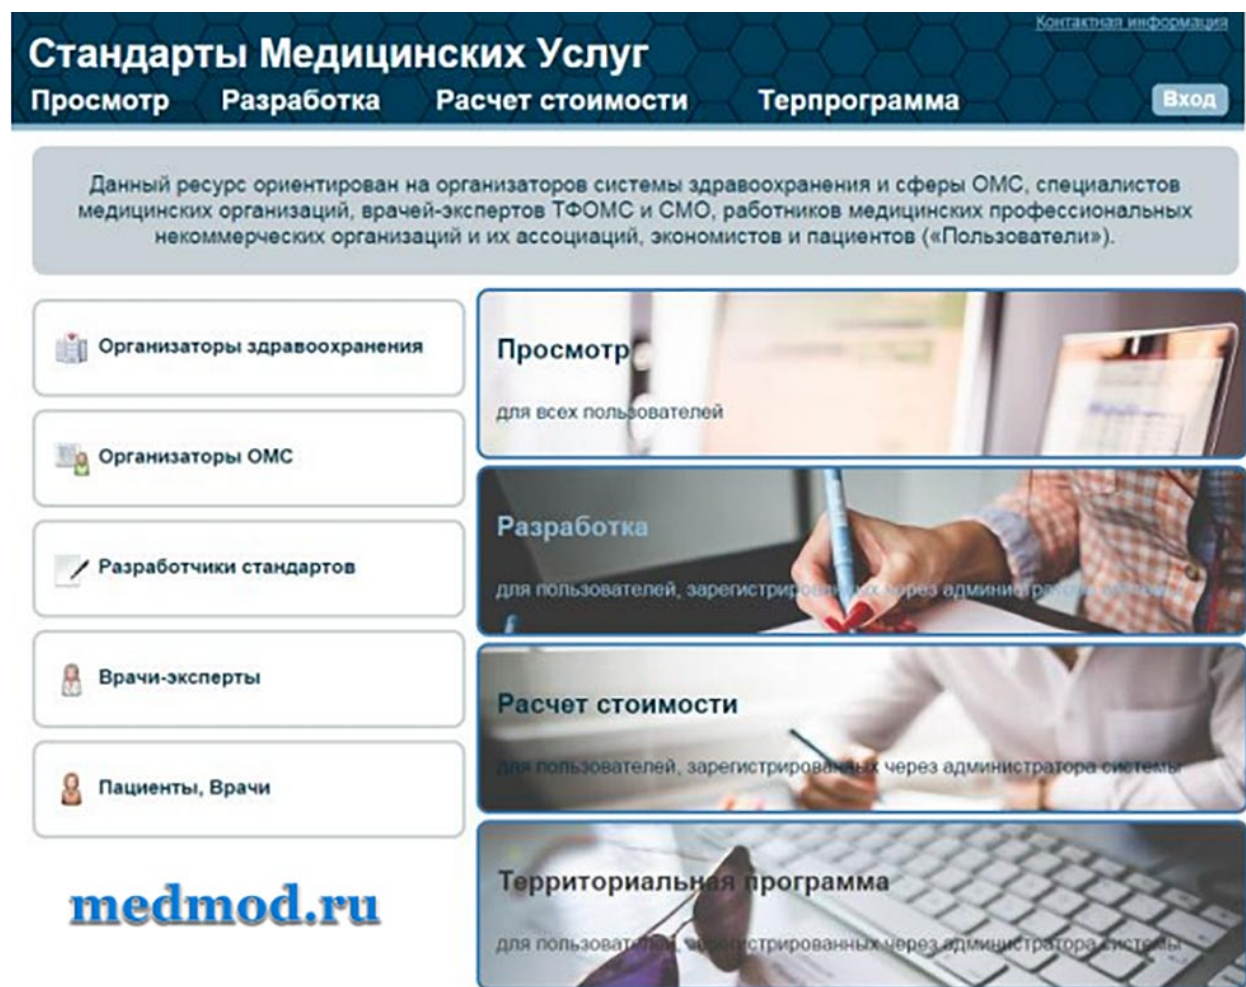 Контактная информация
Стандарты Медицинских Услуг
Просмотр Разработка Расчет стоимости Терпрограмма Вход
Данный ресурс ориентирован на организаторов системы здравоохранения и сферы ОМС, специалистов
медицинских организаций, врачей-экспертов ТФОМС и СМО, работников медицинских профессиональных
некоммерческих организаций и их ассоциаций, экономистов и пациентов («Пользователи»).
Организаторы здравоохранения
Организаторы ОМС
Разработчики стандартов
Врачи-эксперты
Пациенты, Врачи
medmod.ru
Просмотр
для всех пользователей
Разработка
для пользователей, зарегистрированных через администратора системы
Расчет стоимости
для пользователей, зарегистрированных через администратора системы
Территориальная программа
для пользователей, зарегистрированных через администратора системы